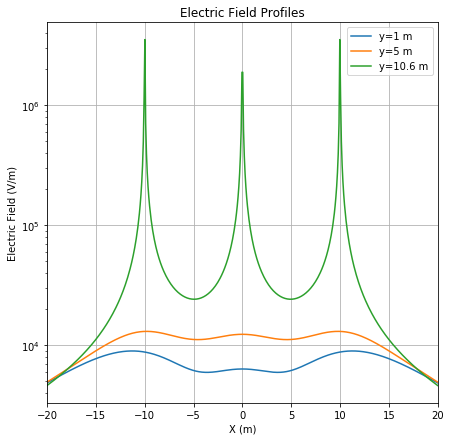 Electric Field Profiles
y=1 m
y=5 m
y=10.6 m
10⁶
10⁵
10⁴
Electric Field (V/m)
−20 −15 −10 −5 0 5 10 15 20
X (m)